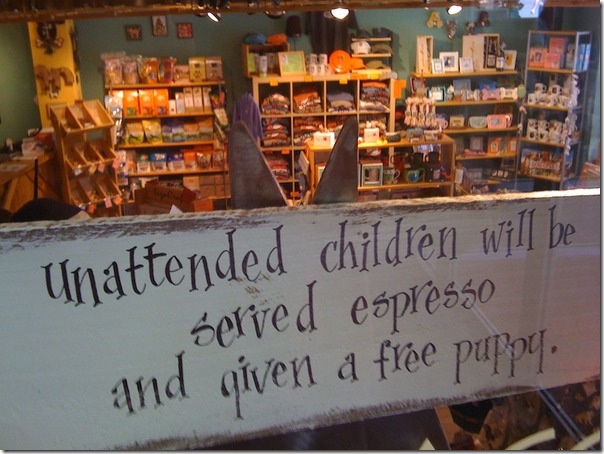 Unattended children will be
served espresso
and given a free puppy.